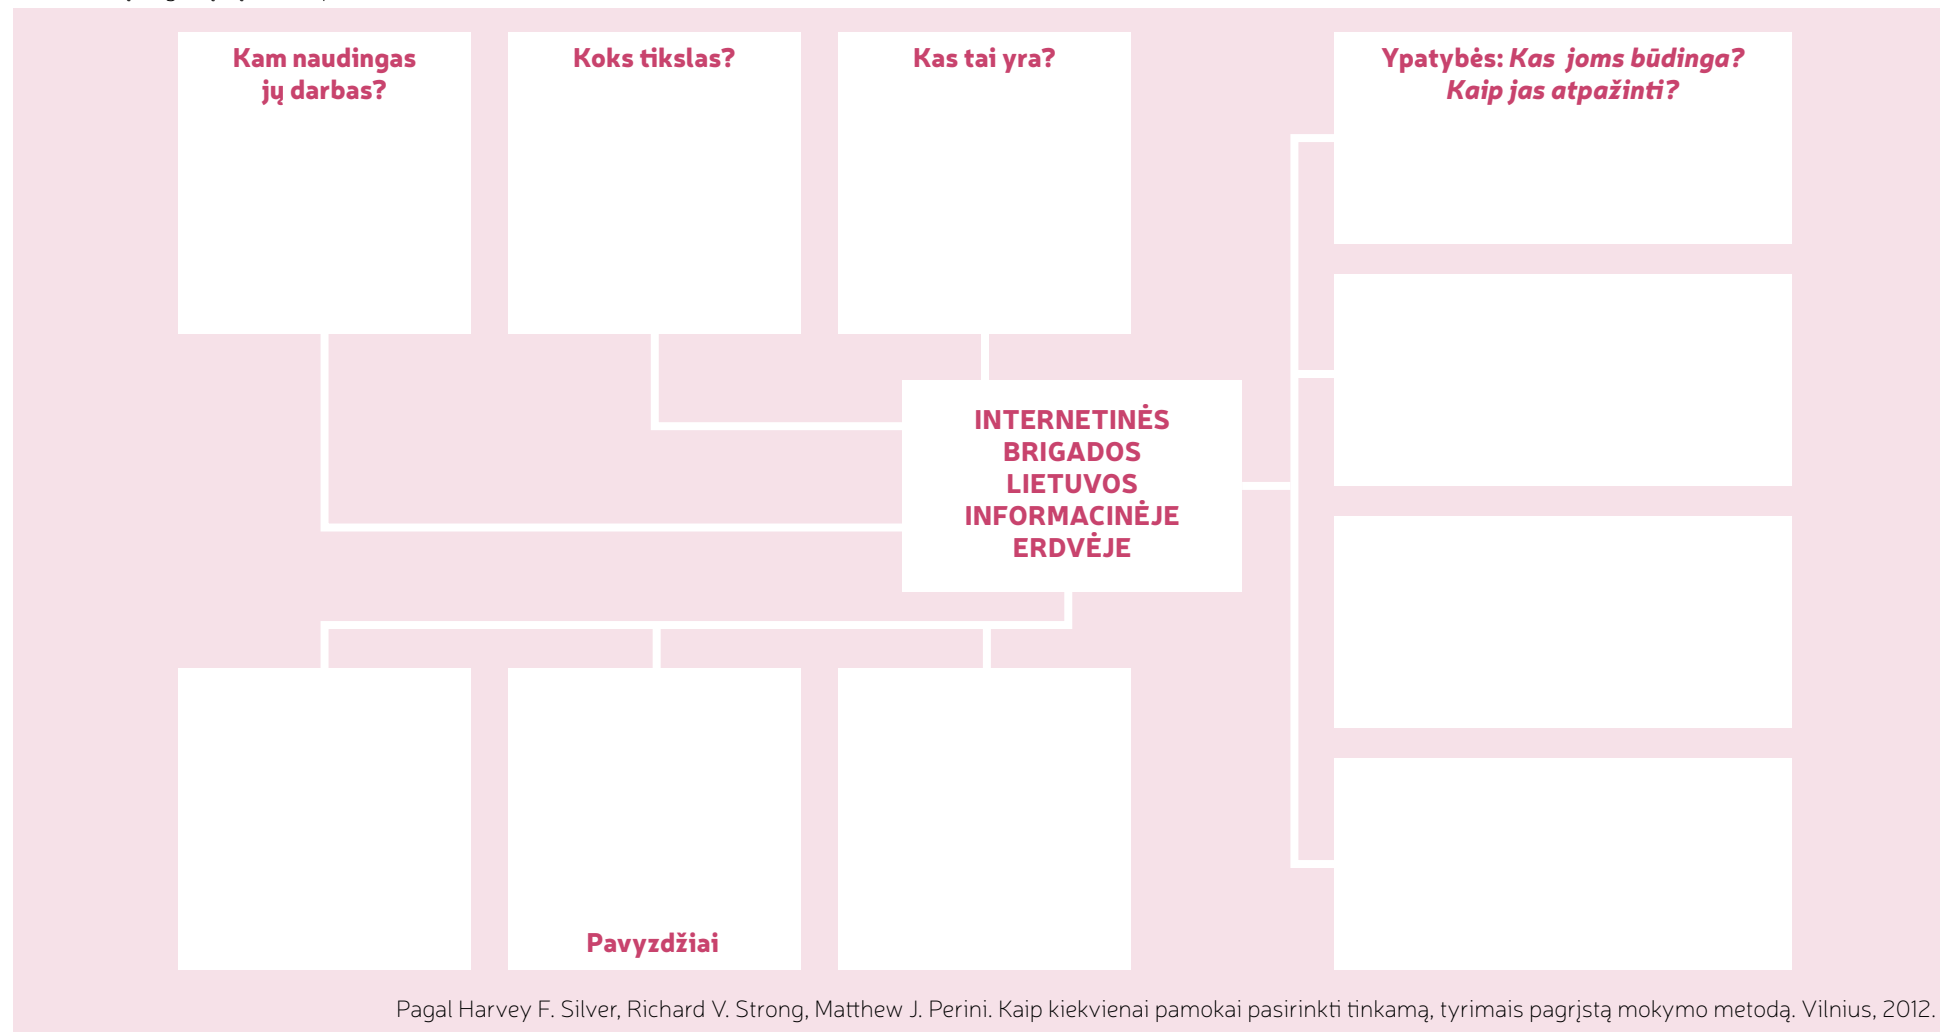 Kam naudingas
jų darbas?
Koks tikslas?
Kas tai yra?
Ypatybės: Kas joms būdinga?
Kaip jas atpažinti?
INTERNETINĖS
BRIGADOS
LIETUVOS
INFORMACINĖJE
ERDVĖJE
Pavyzdžiai
Pagal Harvey F. Silver, Richard V. Strong, Matthew J. Perini. Kaip kiekvienai pamokai pasirinkti tinkamą, tyrimais pagrįstą mokymo metodą. Vilnius, 2012.